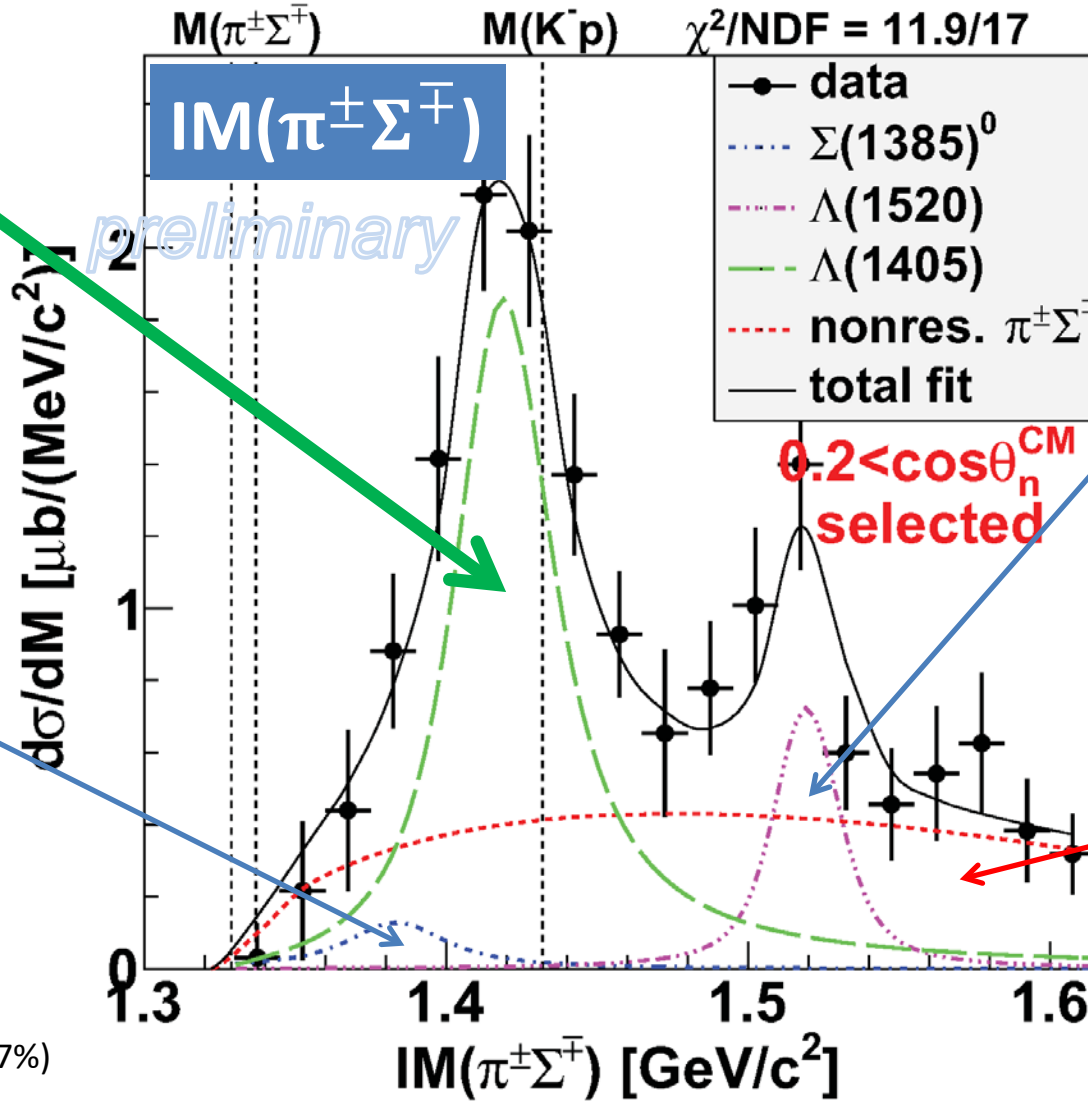 M(π±Σ∓)
M(K⁻p)
χ²/NDF = 11.9/17
IM(π±Σ∓)
preliminary
data
Σ(1385)⁰
Λ(1520)
Λ(1405)
nonres. π±Σ
total fit
0.2<cosθₙᶜᴹ
selected
dσ/dM [μb/(MeV/c²)]
2
1
0
1.3
1.4
1.5
1.6
IM(π±Σ∓) [GeV/c²]
7%)